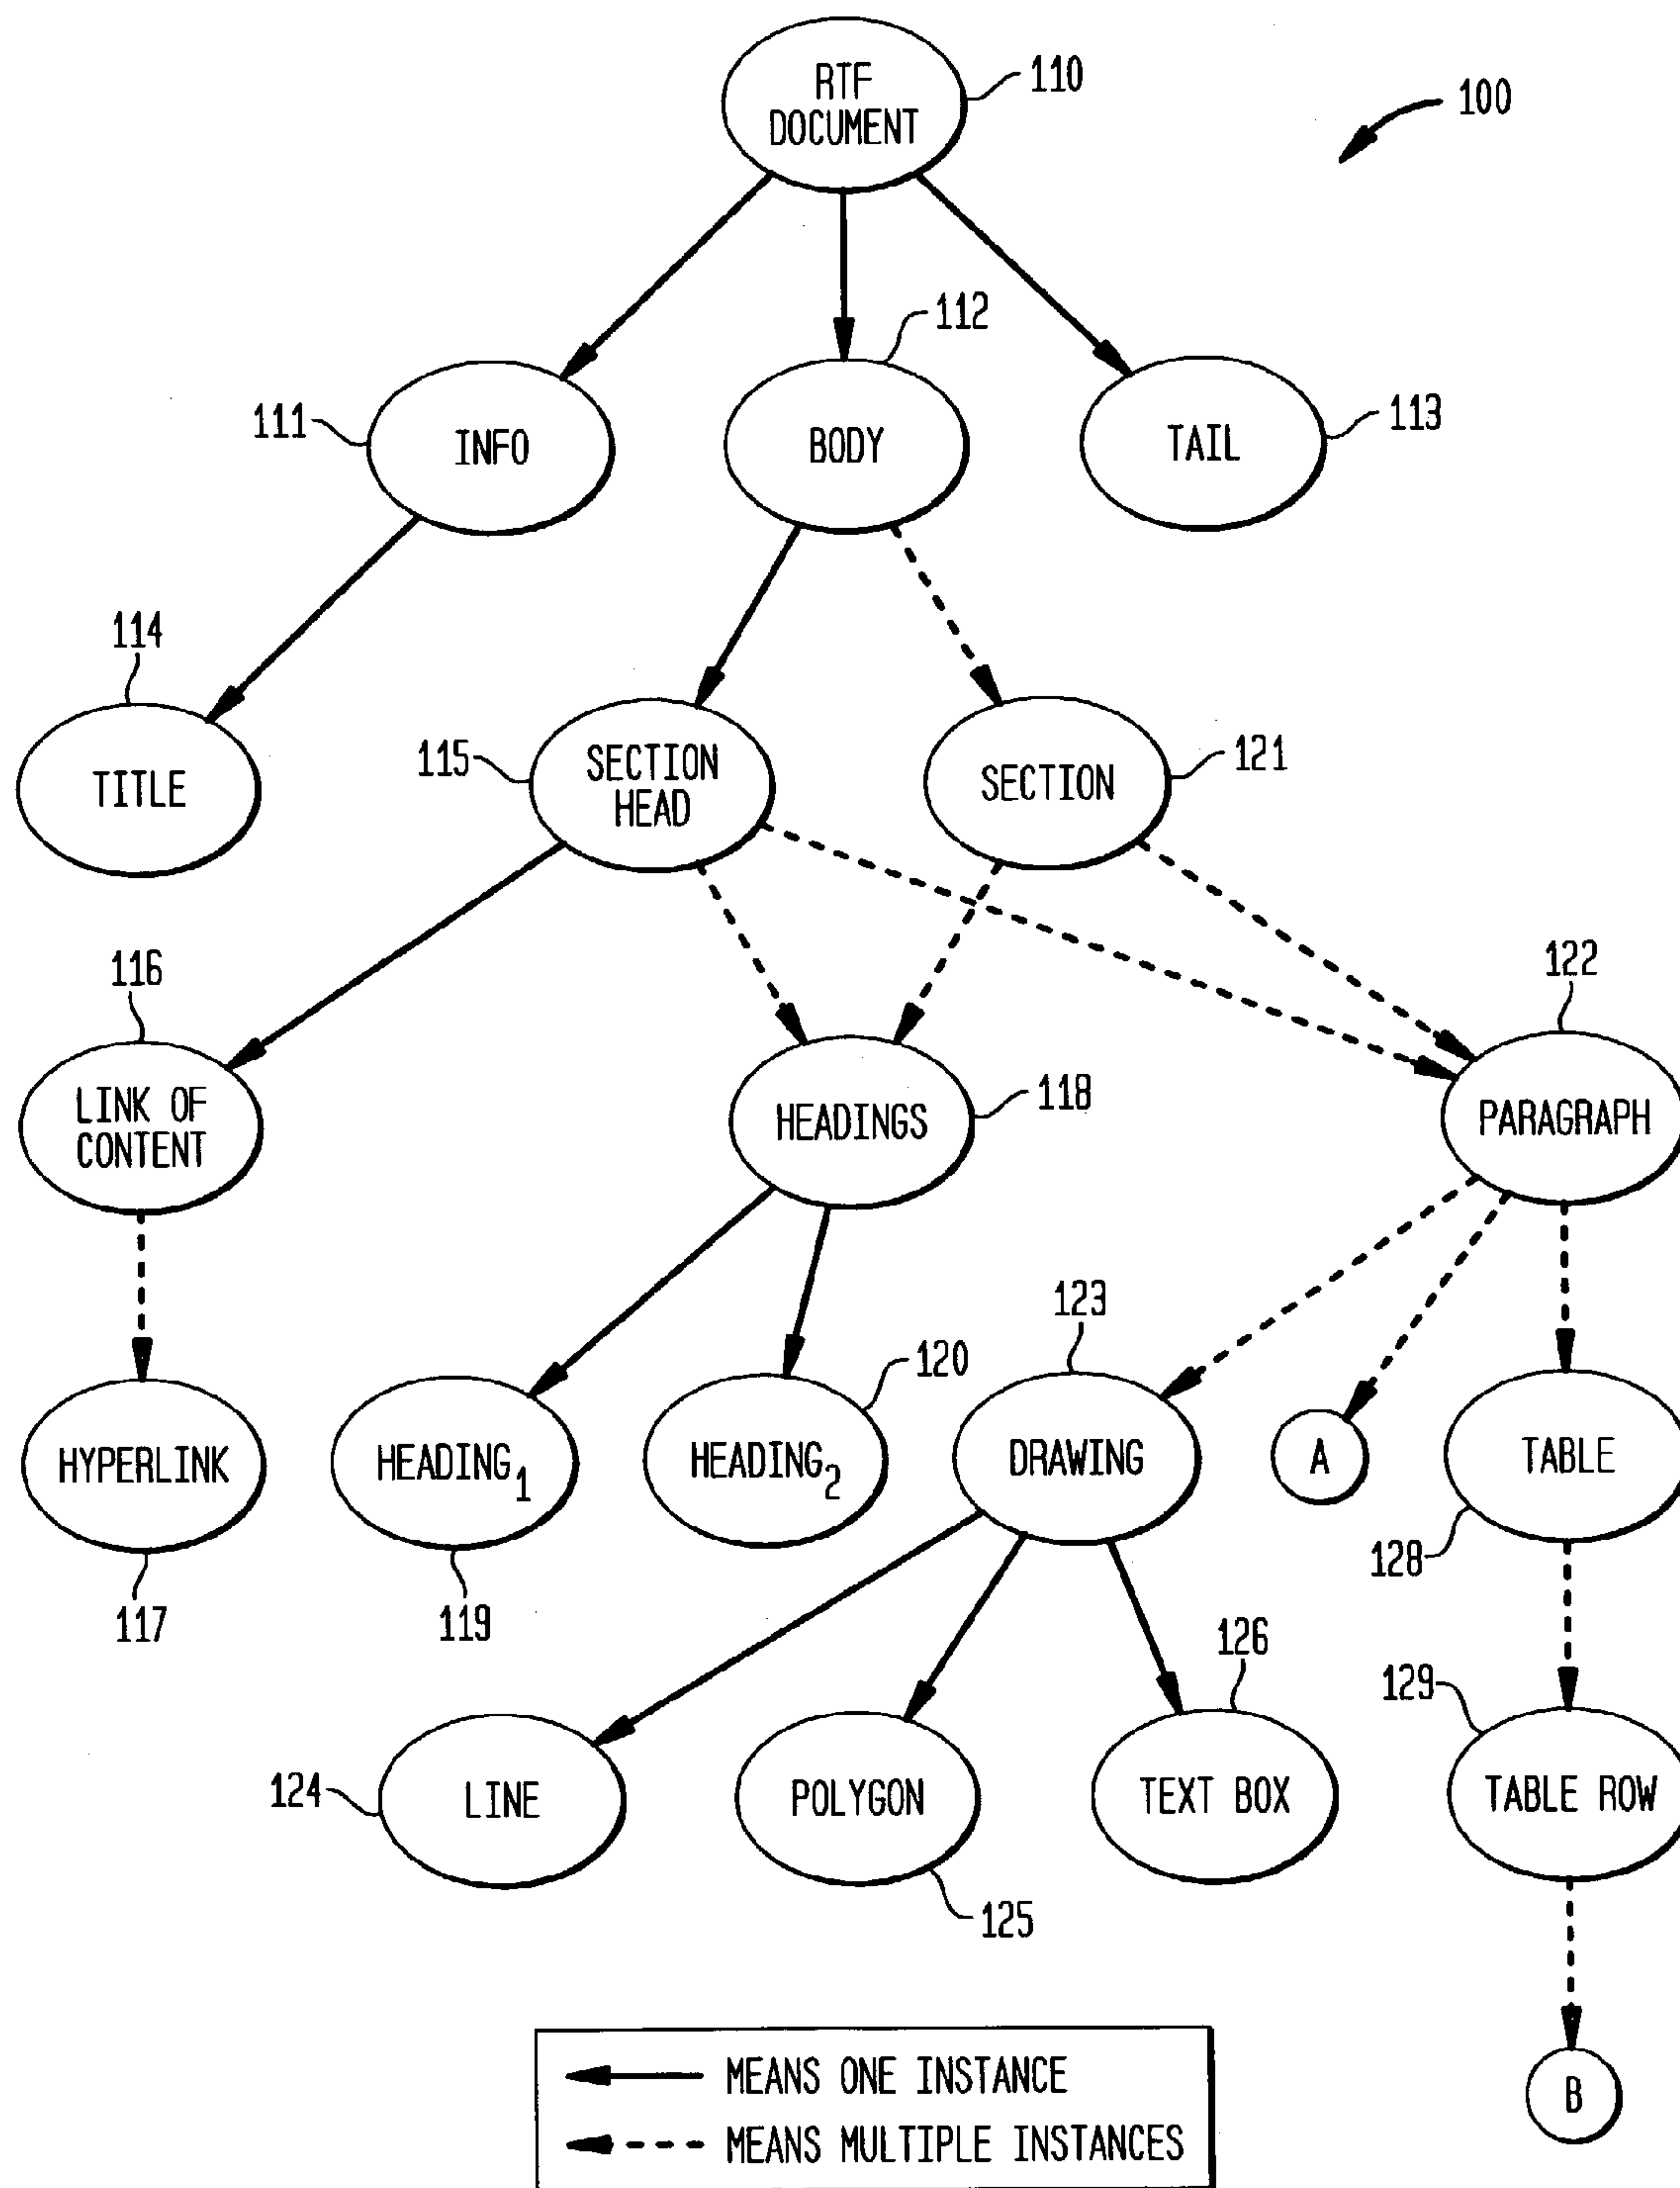 RTF
DOCUMENT
110
100
112
111
INFO
BODY
TAIL
113
114
TITLE
115
SECTION
HEAD
SECTION
121
116
LINK OF
CONTENT
HEADINGS
118
122
PARAGRAPH
123
120
HYPERLINK
117
HEADING1
119
HEADING2
DRAWING
A
TABLE
128
126
129
124
LINE
POLYGON
125
TEXT BOX
TABLE ROW
B
MEANS ONE INSTANCE
MEANS MULTIPLE INSTANCES